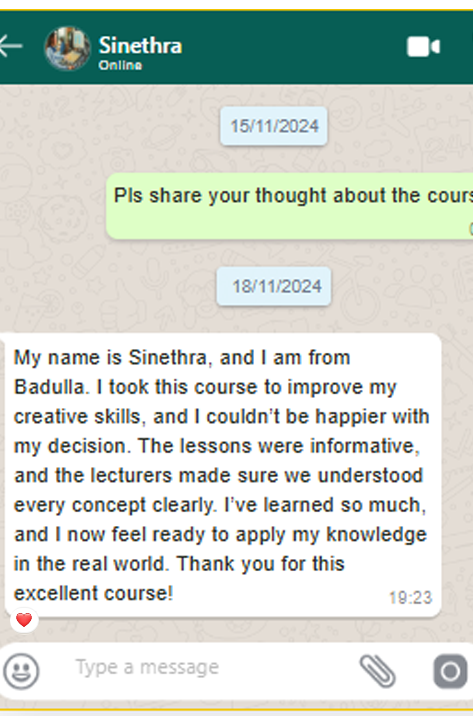 Sinethra
Online
15/11/2024
Pls share your thought about the cours
18/11/2024
My name is Sinethra, and I am from
Badulla. I took this course to improve my
creative skills, and I couldn't be happier with
my decision. The lessons were informative,
and the lecturers made sure we understood
every concept clearly. I've learned so much,
and I now feel ready to apply my knowledge
in the real world. Thank you for this
excellent course!
19:23
Type a message